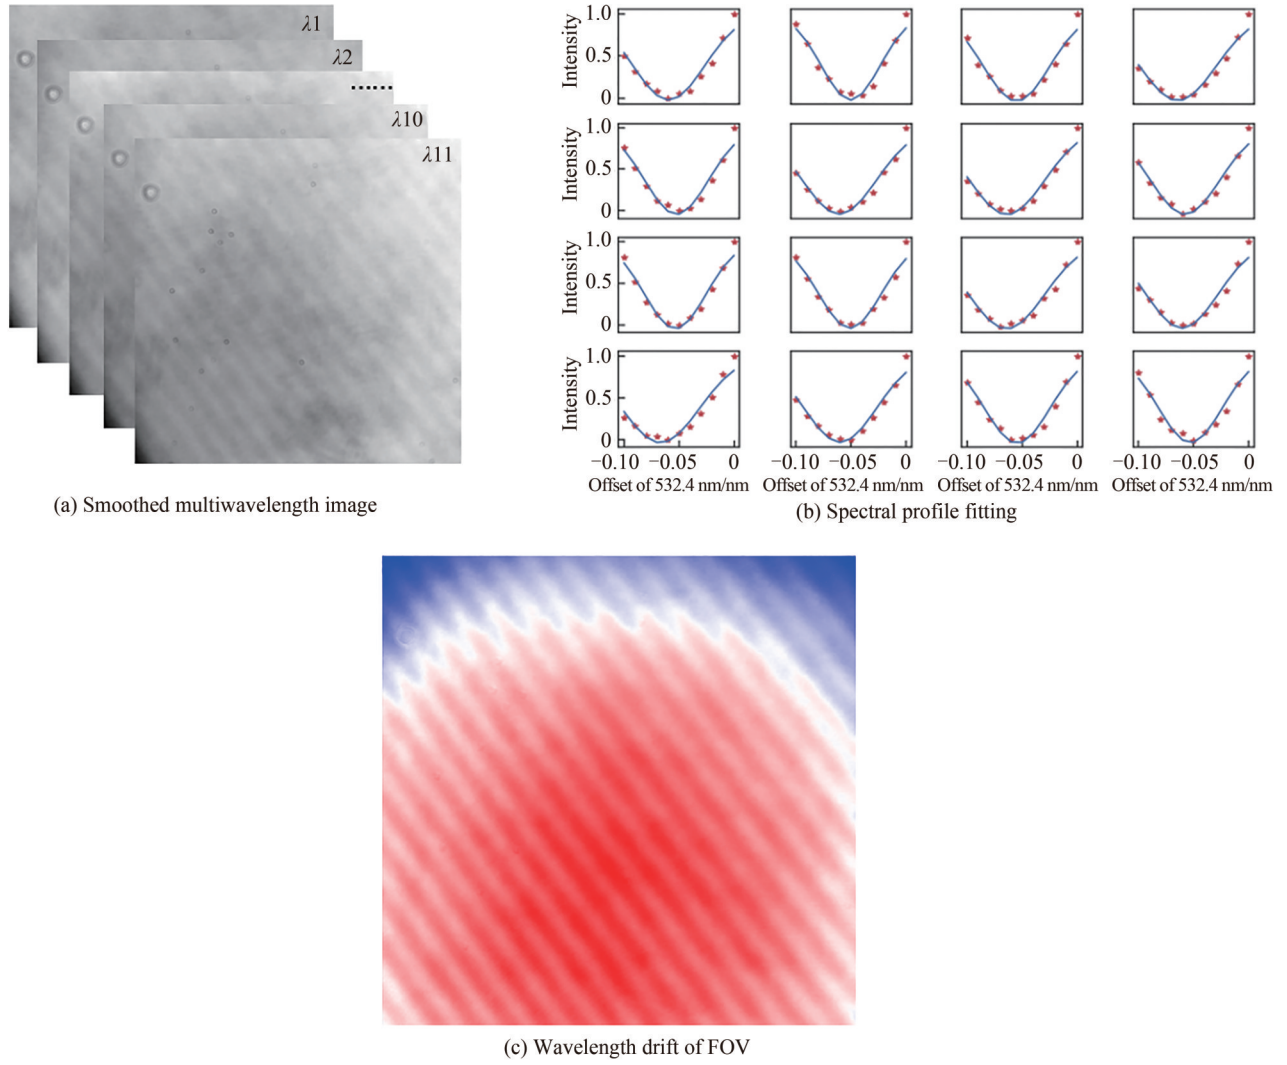 λ1
λ2
......
λ10
λ11
(a) Smoothed multiwavelength image
Intensity
1.0
0.5
0
Intensity
1.0
0.5
0
Intensity
1.0
0.5
0
Intensity
1.0
0.5
0
−0.10 −0.05 0 −0.10 −0.05 0 −0.10 −0.05 0 −0.10 −0.05 0
Offset of 532.4 nm/nm Offset of 532.4 nm/nm Offset of 532.4 nm/nm Offset of 532.4 nm/nm
(b) Spectral profile fitting
(c) Wavelength drift of FOV